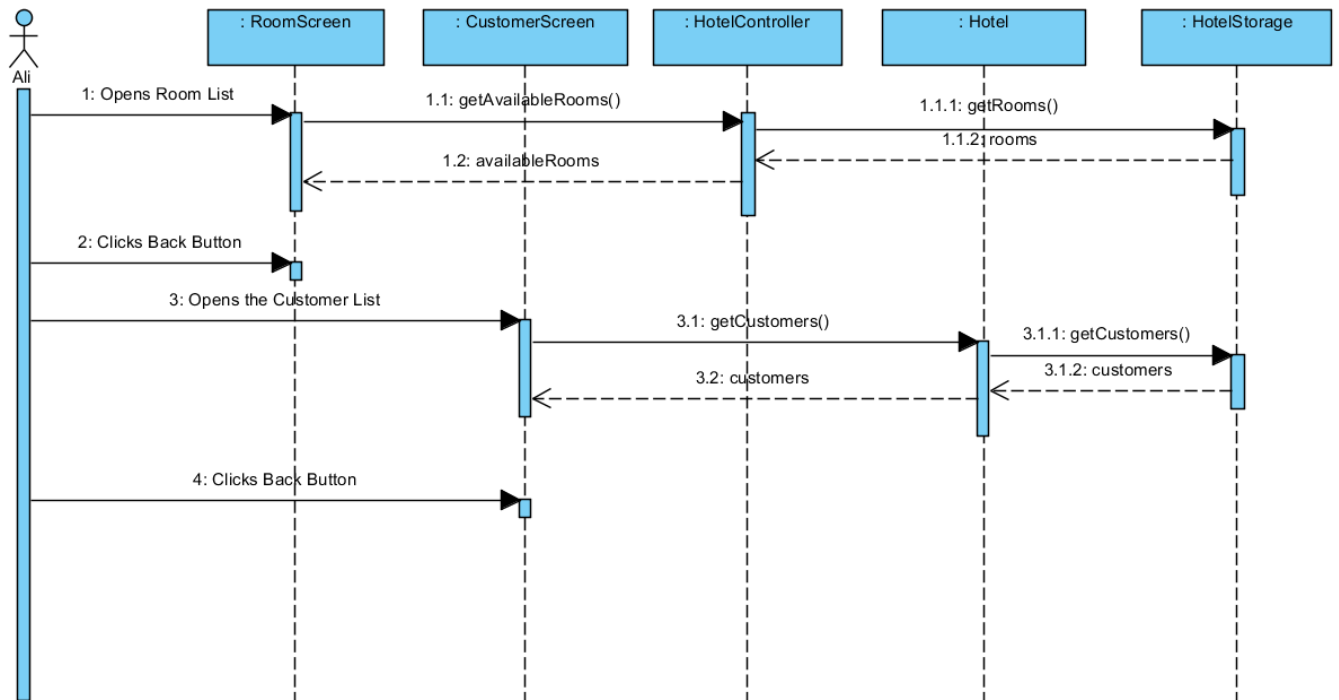 : RoomScreen
: CustomerScreen
: HotelController
: Hotel
: HotelStorage
Ali
1: Opens Room List
1.1: getAvailableRooms()
1.1.1: getRooms()
1.1.2: rooms
1.2: availableRooms
2: Clicks Back Button
3: Opens the Customer List
3.1: getCustomers()
3.1.1: getCustomers()
3.1.2: customers
3.2: customers
4: Clicks Back Button